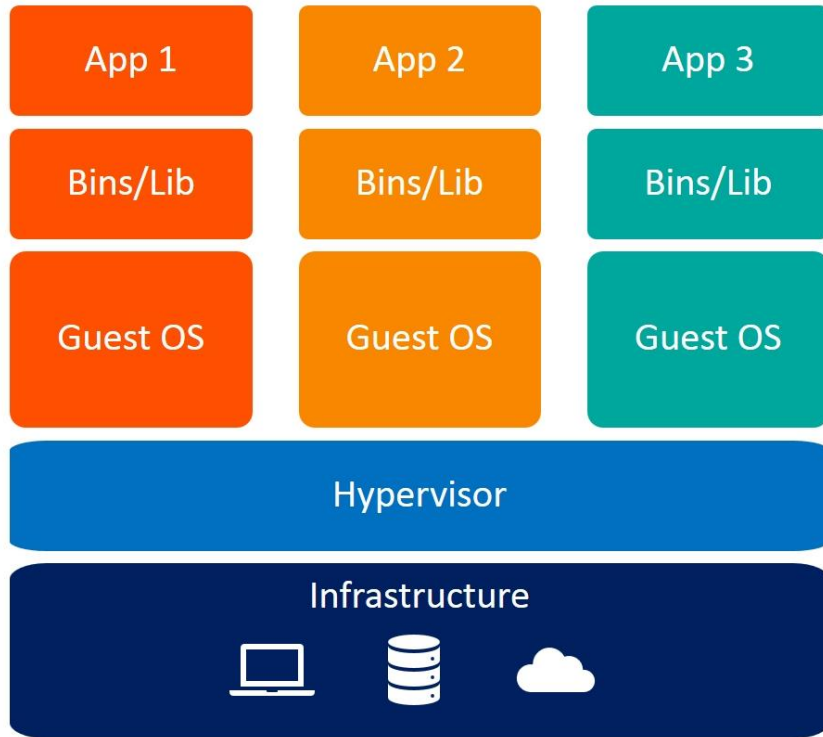 App 1
App 2
App 3
Bins/Lib
Bins/Lib
Bins/Lib
Guest OS
Guest OS
Guest OS
Hypervisor
Infrastructure